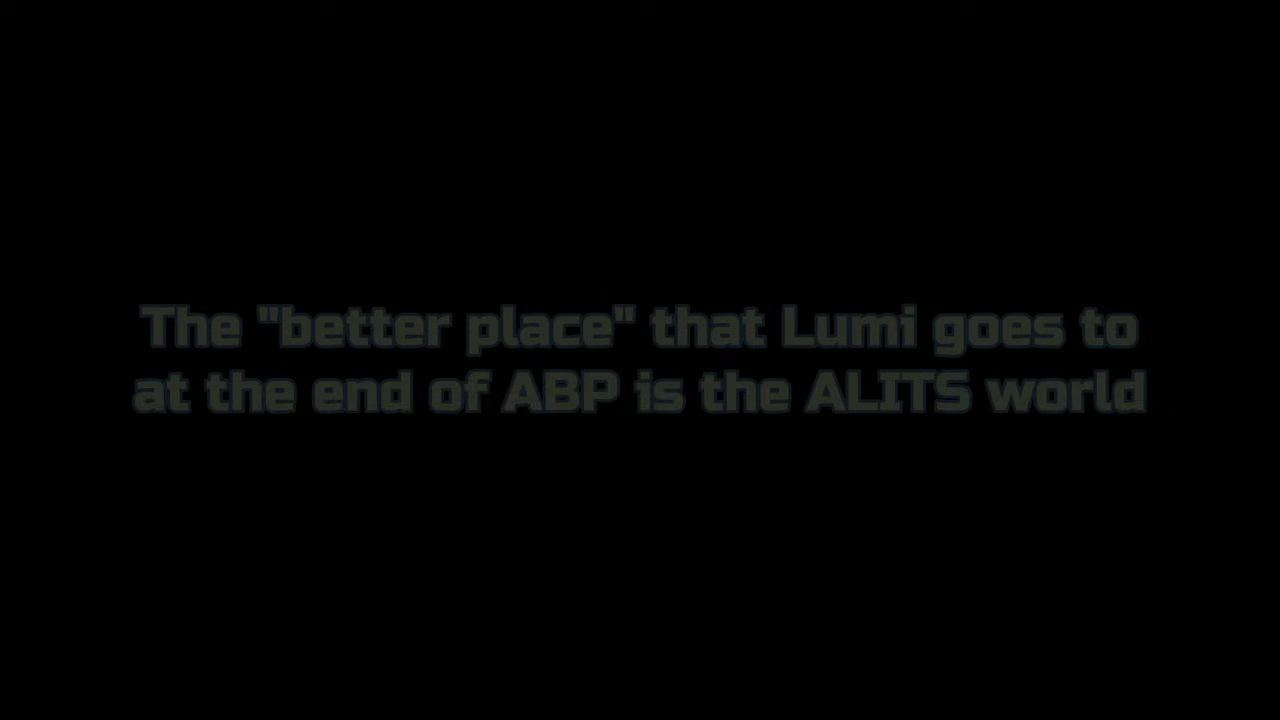 The "better place" that Lumi goes to
at the end of ABP is the ALITS world